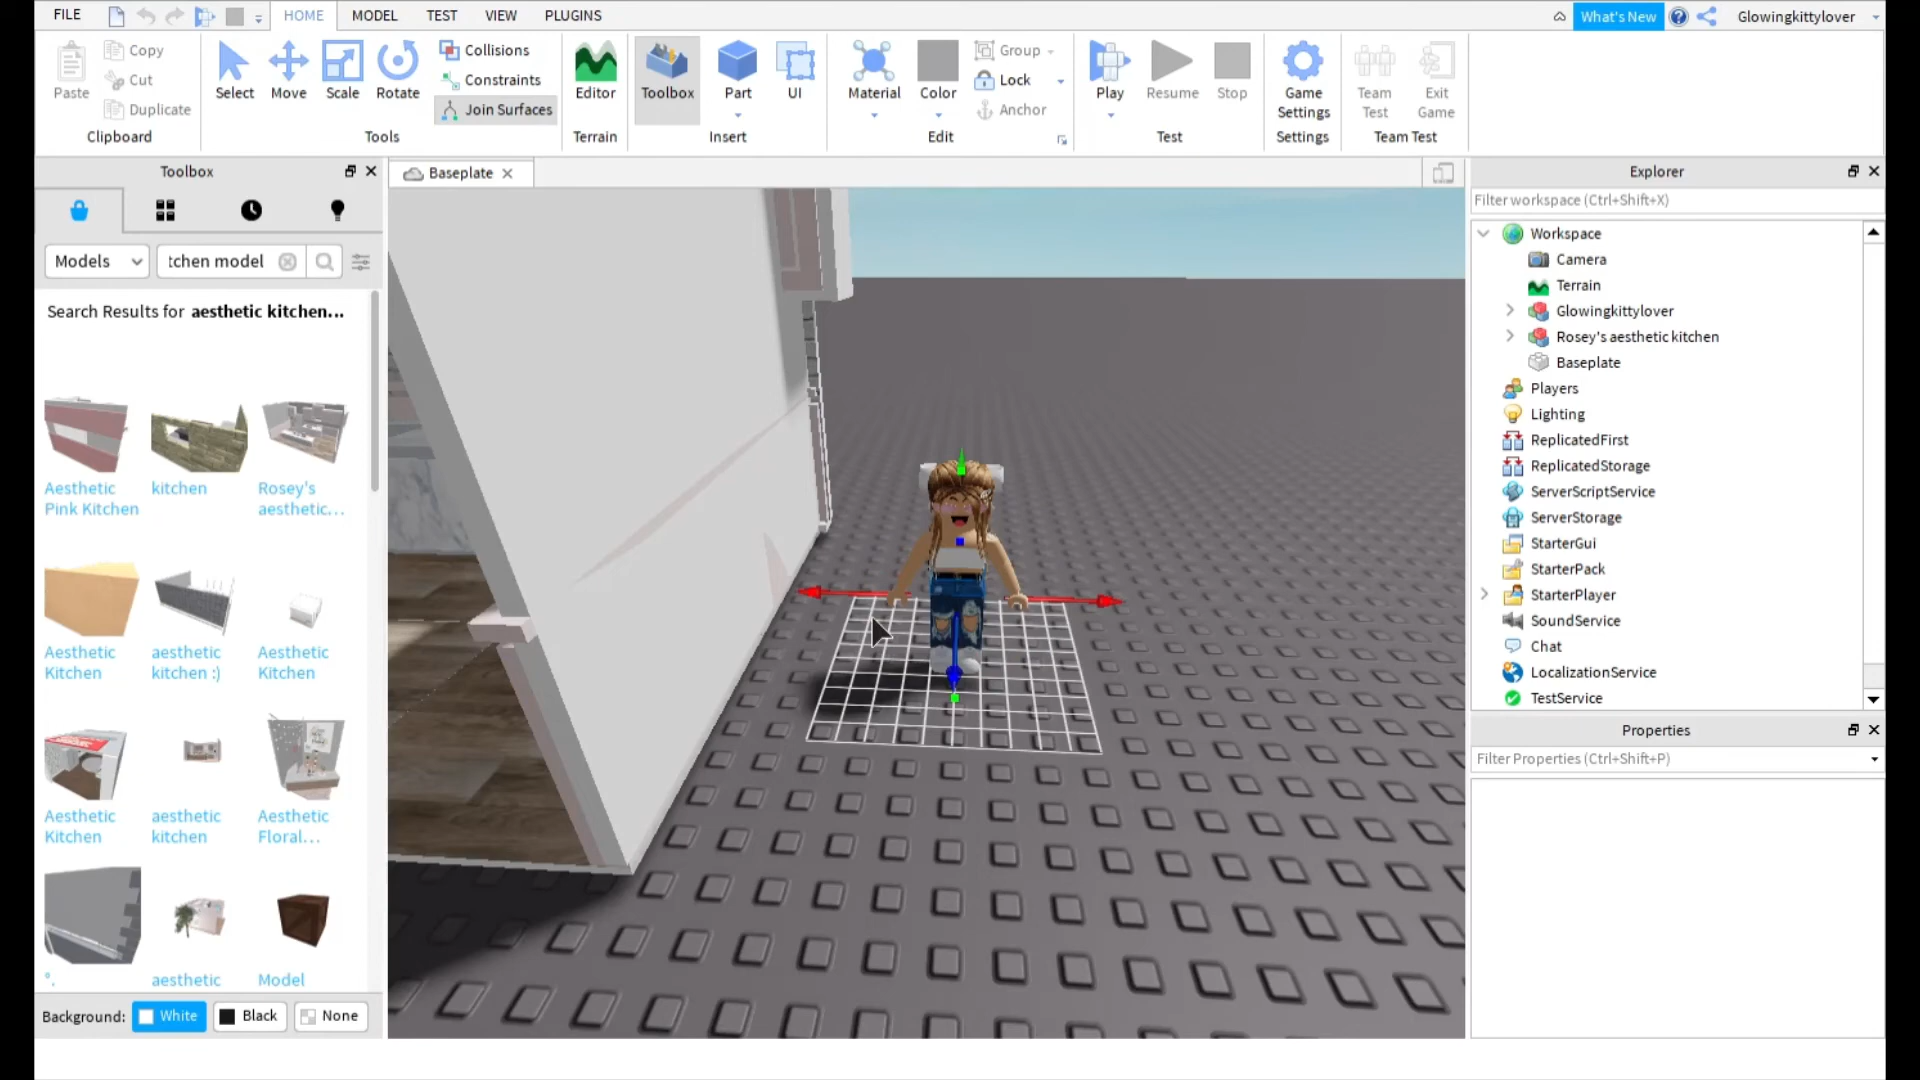 FILE HOME MODEL TEST VIEW PLUGINS What's New Glowingkittylover
Paste
Copy
Cut
Duplicate
Clipboard
Select Move Scale Rotate
Collisions
Constraints
Join Surfaces
Tools
Editor
Terrain
Toolbox Part UI
Insert
Material Color
Group
Lock
Anchor
Edit
Play Resume Stop
Test
Game
Settings
Settings
Team
Test
Exit
Game
Team Test
Toolbox
Models tchen model
Search Results for aesthetic kitchen...
Aesthetic
Pink Kitchen
kitchen
Rosey's
aesthetic...
Aesthetic
Kitchen
aesthetic
kitchen :)
Aesthetic
Kitchen
Aesthetic
Kitchen
aesthetic
kitchen
Aesthetic
Floral...
°.
aesthetic
Model
Background: White Black None
Baseplate
Explorer
Filter workspace (Ctrl+Shift+X)
Workspace
Camera
Terrain
Glowingkittylover
Rosey's aesthetic kitchen
Baseplate
Players
Lighting
ReplicatedFirst
ReplicatedStorage
ServerScriptService
ServerStorage
StarterGui
StarterPack
StarterPlayer
SoundService
Chat
LocalizationService
TestService
Properties
Filter Properties (Ctrl+Shift+P)